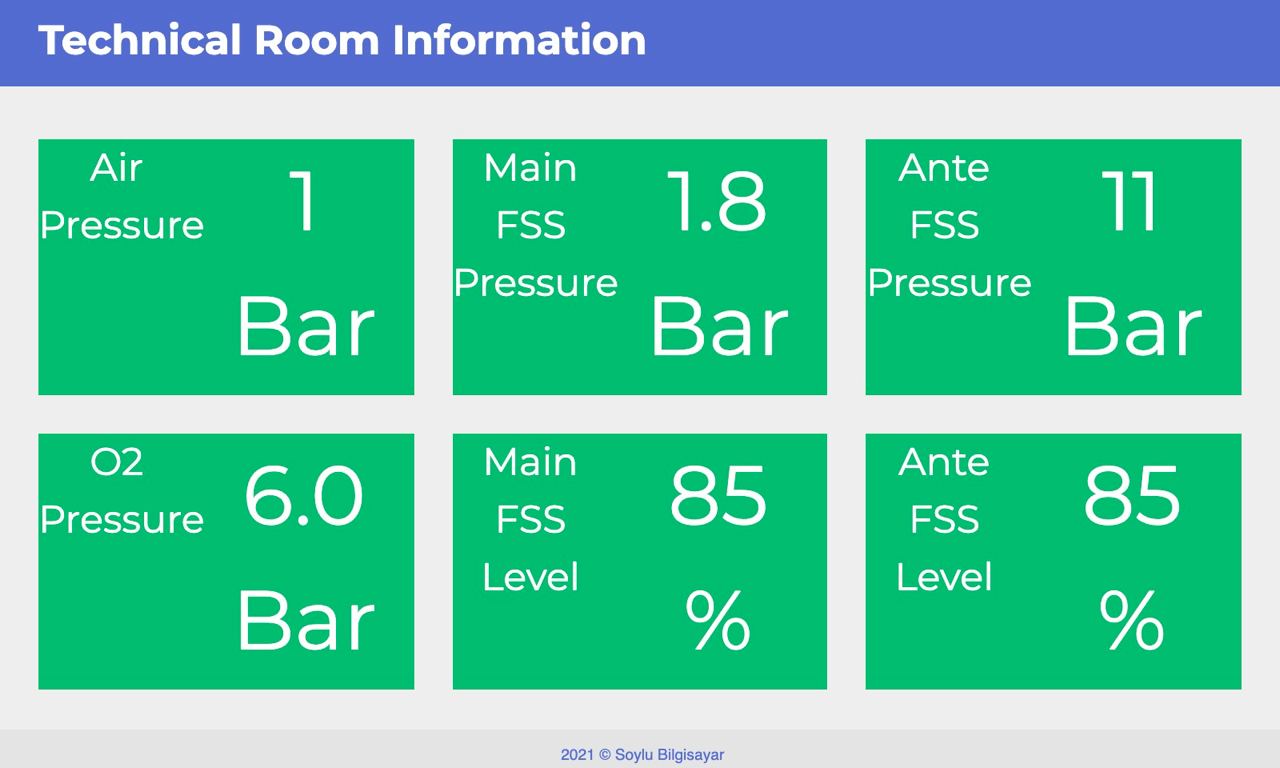 Technical Room Information
Air
Pressure
1
Bar
Main
FSS
Pressure
1.8
Bar
Ante
FSS
Pressure
11
Bar
O2
Pressure
6.0
Bar
Main
FSS
Level
85
%
Ante
FSS
Level
85
%
2021 © Soylu Bilgisayar